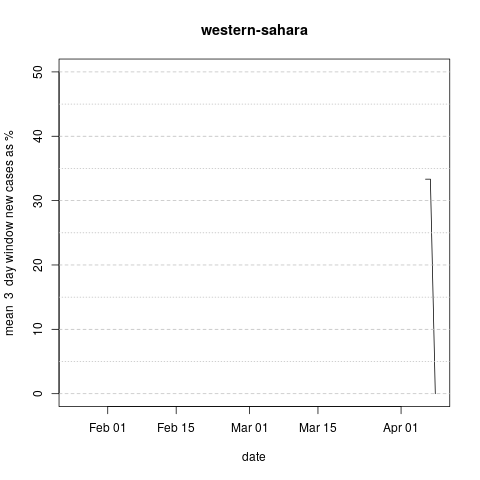 western-sahara
mean  3  day window new cases as %
50
40
30
20
10
0
Feb 01
Feb 15
Mar 01
Mar 15
Apr 01
date